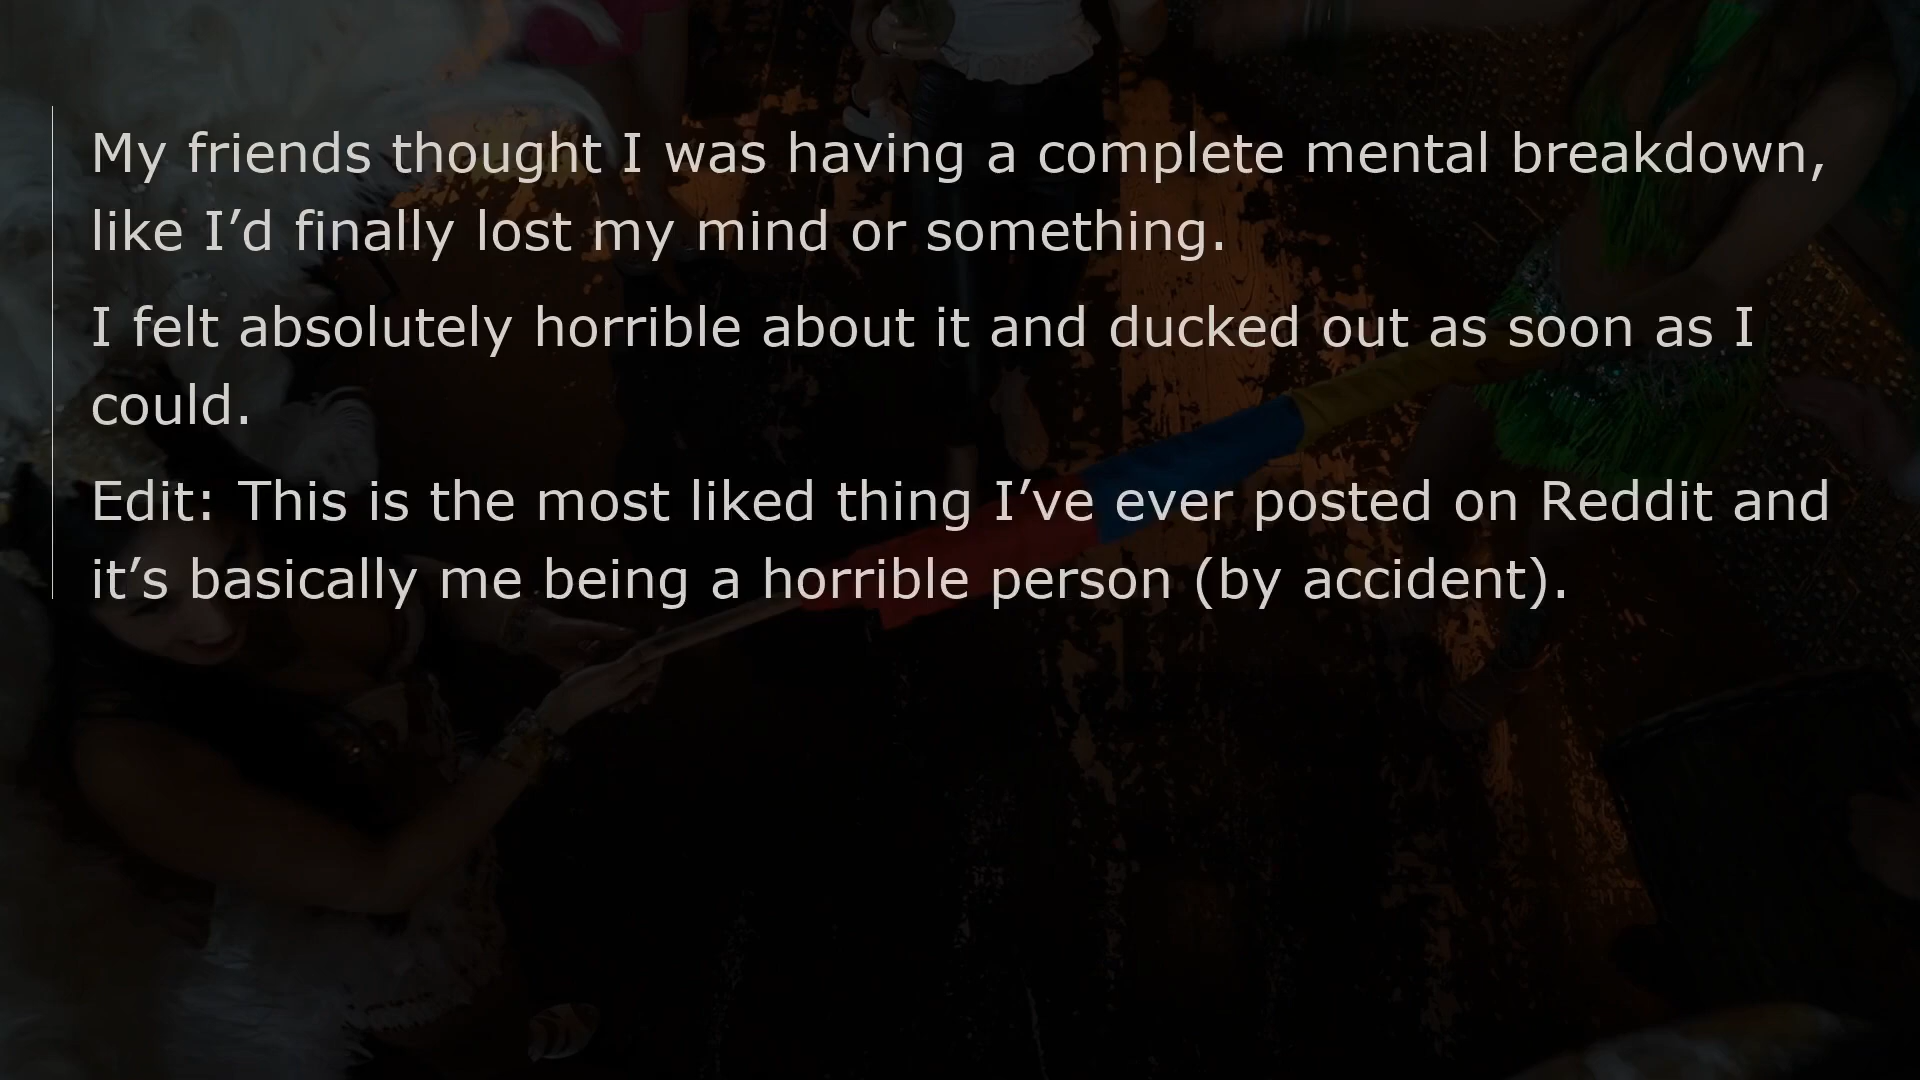 My friends thought I was having a complete mental breakdown,
like I’d finally lost my mind or something.
I felt absolutely horrible about it and ducked out as soon as I
could.
Edit: This is the most liked thing I’ve ever posted on Reddit and
it’s basically me being a horrible person (by accident).